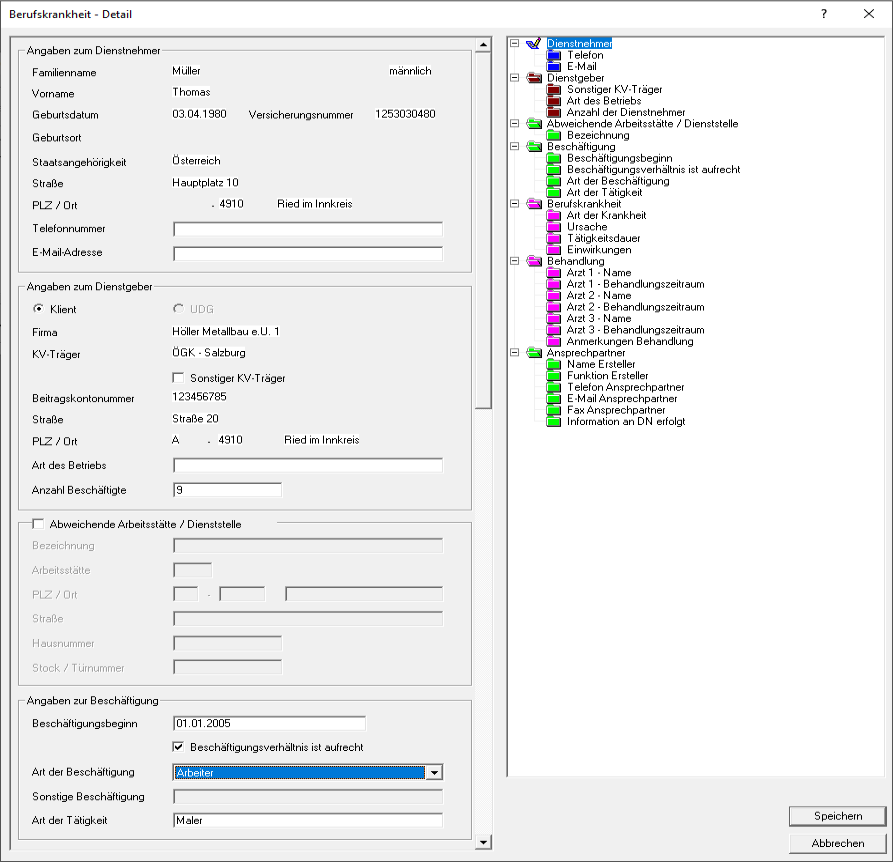 Berufskrankheit - Detail
?
Angaben zum Dienstnehmer
Familienname Müller männlich
Vorname Thomas
Geburtsdatum 03.04.1980 Versicherungsnummer 1253030480
Geburtsort
Staatsangehörigkeit Österreich
Straße Hauptplatz 10
PLZ / Ort . 4910 Ried im Innkreis
Telefonnummer
E-Mail-Adresse
Angaben zum Dienstgeber
Klient UDG
Firma Höller Metallbau e.U. 1
KV-Träger ÖGK - Salzburg
Sonstiger KV-Träger
Beitragskontonummer 123456785
Straße Straße 20
PLZ / Ort A . 4910 Ried im Innkreis
Art des Betriebs
Anzahl Beschäftigte 9
Abweichende Arbeitsstätte / Dienststelle
Bezeichnung
Arbeitsstätte
PLZ / Ort -
Straße
Hausnummer
Stock / Türnummer
Angaben zur Beschäftigung
Beschäftigungsbeginn 01.01.2005
Beschäftigungsverhältnis ist aufrecht
Art der Beschäftigung Arbeiter
Sonstige Beschäftigung
Art der Tätigkeit Maler
Dienstnehmer
Telefon
E-Mail
Dienstgeber
Sonstiger KV-Träger
Art des Betriebs
Anzahl der Dienstnehmer
Abweichende Arbeitsstätte / Dienststelle
Bezeichnung
Beschäftigung
Beschäftigungsbeginn
Beschäftigungsverhältnis ist aufrecht
Art der Beschäftigung
Art der Tätigkeit
Berufskrankheit
Art der Krankheit
Ursache
Tätigkeitsdauer
Einwirkungen
Behandlung
Arzt 1 - Name
Arzt 1 - Behandlungszeitraum
Arzt 2 - Name
Arzt 2 - Behandlungszeitraum
Arzt 3 - Name
Arzt 3 - Behandlungszeitraum
Anmerkungen Behandlung
Ansprechpartner
Name Ersteller
Funktion Ersteller
Telefon Ansprechpartner
E-Mail Ansprechpartner
Fax Ansprechpartner
Information an DN erfolgt
Speichern
Abbrechen